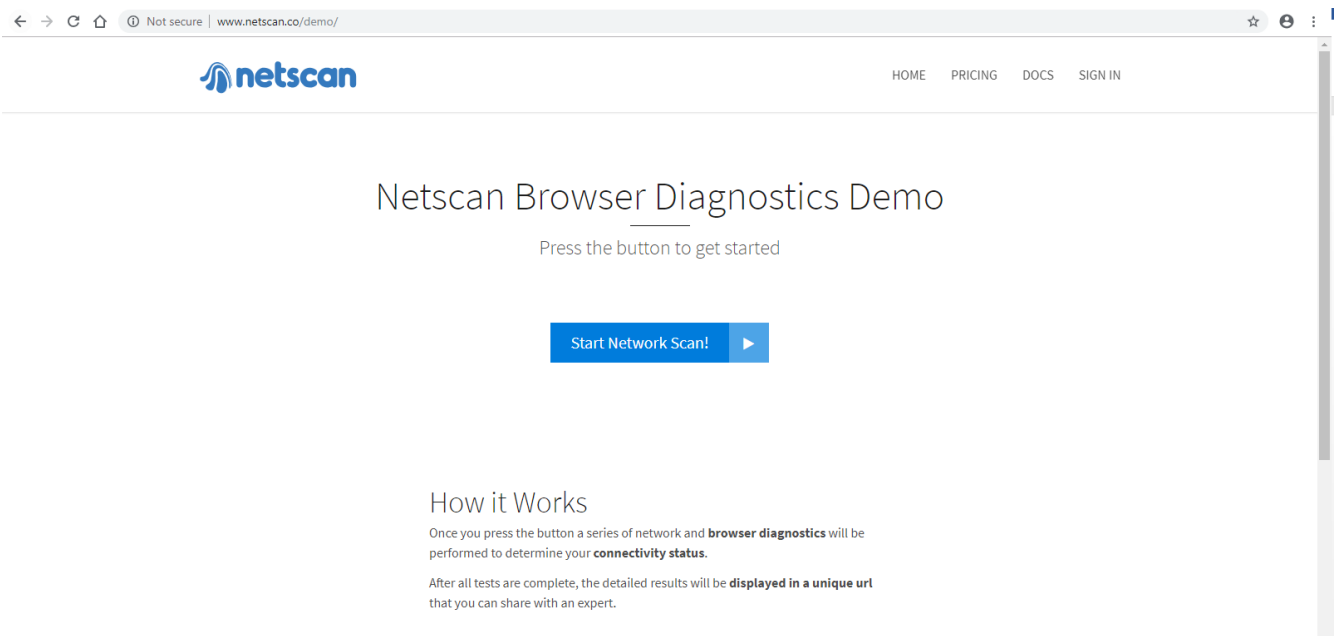 Not secure | www.netscan.co/demo/
netscan
HOME PRICING DOCS SIGN IN
Netscan Browser Diagnostics Demo
Press the button to get started
Start Network Scan!
How it Works
Once you press the button a series of network and browser diagnostics will be
performed to determine your connectivity status.
After all tests are complete, the detailed results will be displayed in a unique url
that you can share with an expert.